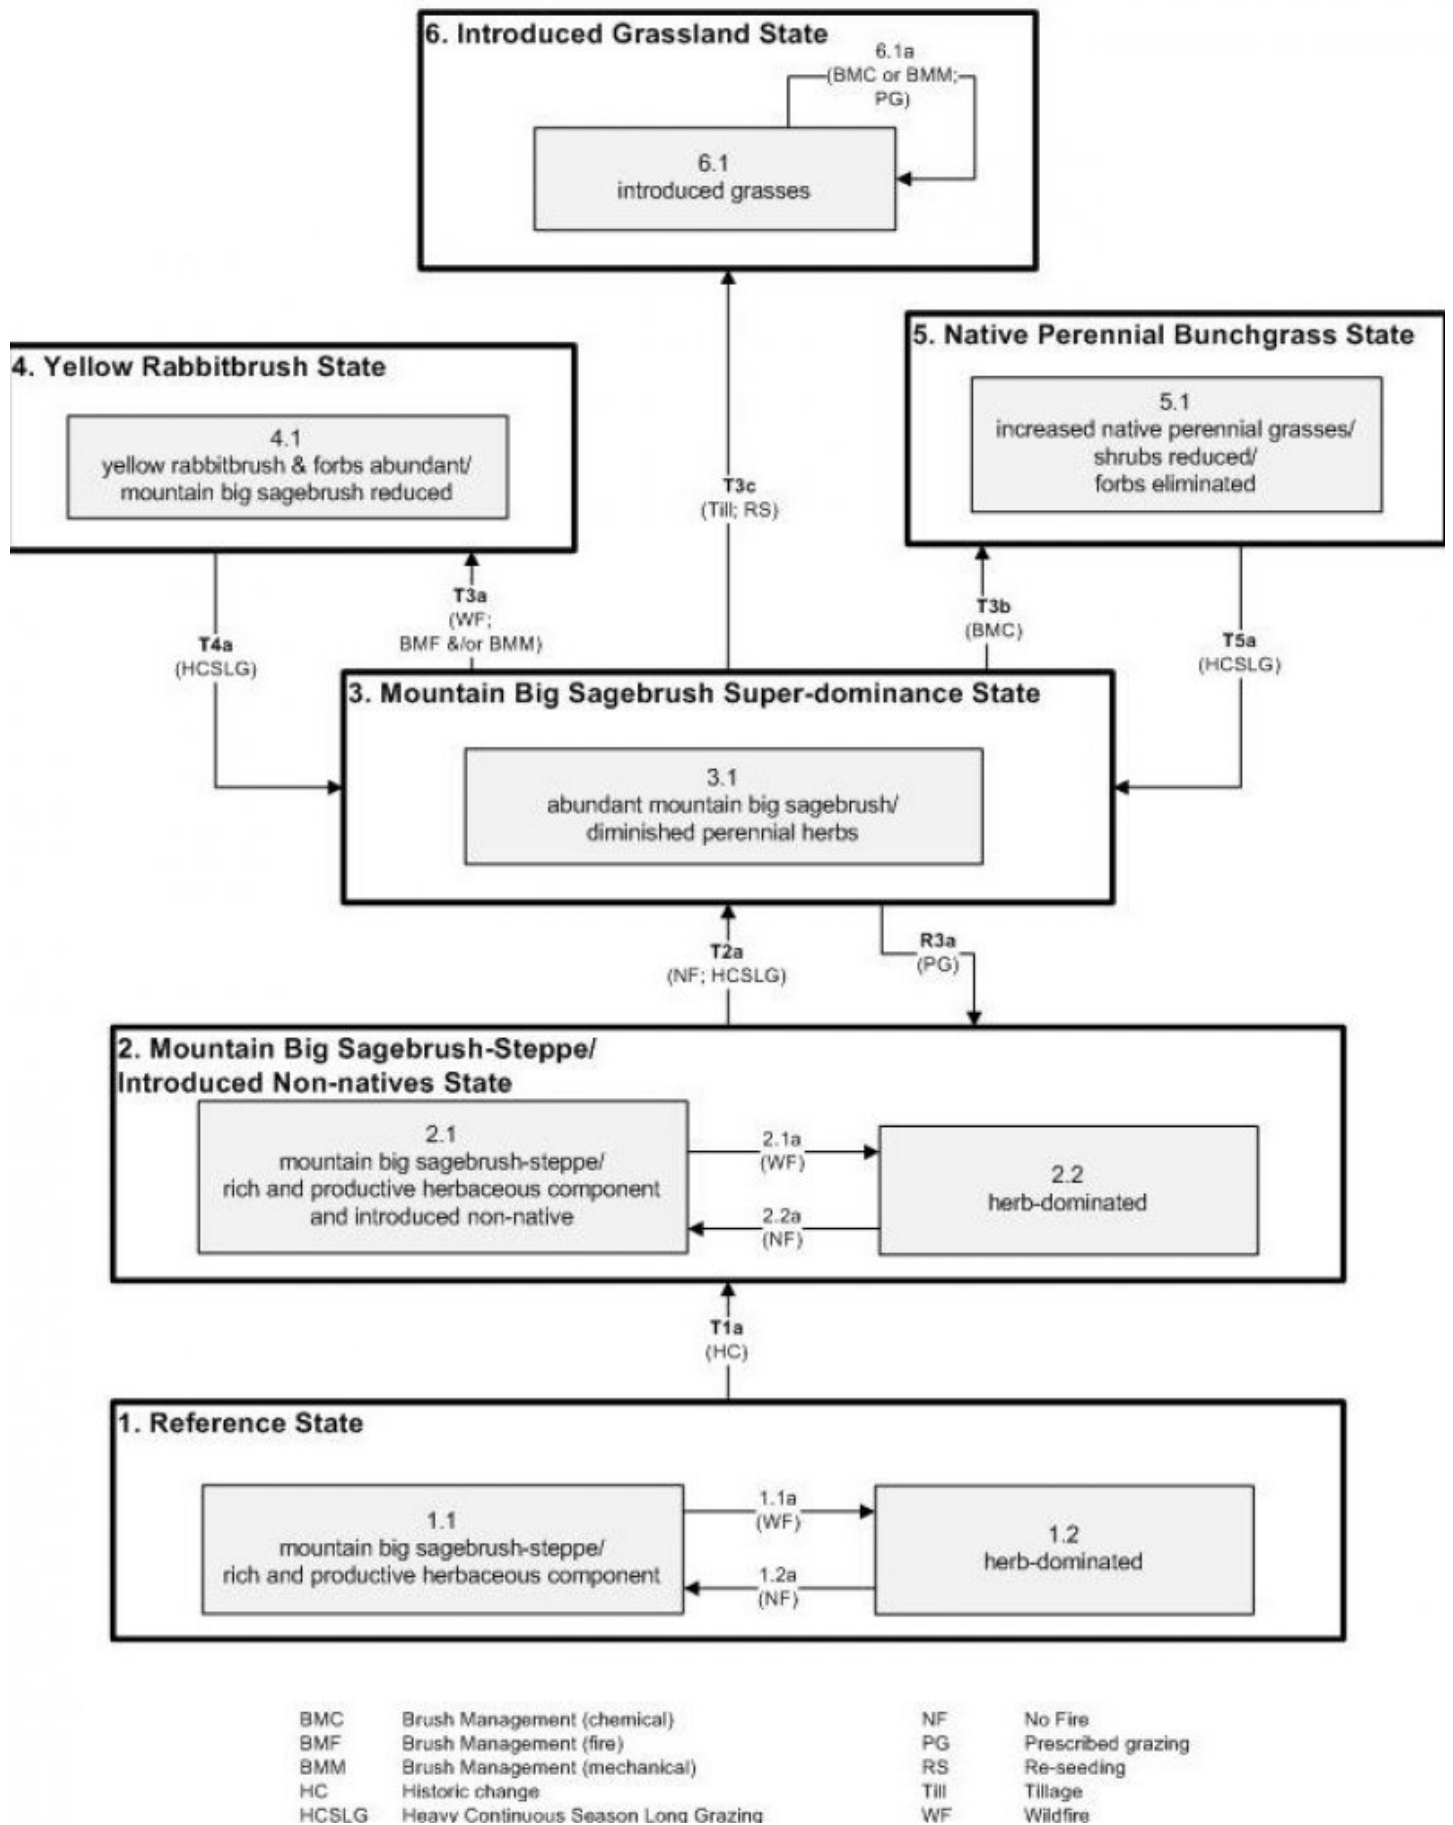 6. Introduced Grassland State
6.1a
(BMC or BMM;
PG)
6.1
introduced grasses
4. Yellow Rabbitbrush State
4.1
yellow rabbitbrush & forbs abundant/
mountain big sagebrush reduced
5. Native Perennial Bunchgrass State
5.1
increased native perennial grasses/
shrubs reduced/
forbs eliminated
T4a
(HCSLG)
T3a
(WF;
BMF &/or BMM)
T3c
(Till; RS)
T3b
(BMC)
T5a
(HCSLG)
3. Mountain Big Sagebrush Super-dominance State
3.1
abundant mountain big sagebrush/
diminished perennial herbs
T2a
(NF; HCSLG)
R3a
(PG)
2. Mountain Big Sagebrush-Steppe/
Introduced Non-natives State
2.1
mountain big sagebrush-steppe/
rich and productive herbaceous component
and introduced non-native
2.1a
(WF)
2.2a
(NF)
2.2
herb-dominated
T1a
(HC)
1. Reference State
1.1
mountain big sagebrush-steppe/
rich and productive herbaceous component
1.1a
(WF)
1.2a
(NF)
1.2
herb-dominated
BMC Brush Management (chemical)
BMF Brush Management (fire)
BMM Brush Management (mechanical)
HC Historic change
HCSLG Heavy Continuous Season Long Grazing
NF No Fire
PG Prescribed grazing
RS Re-seeding
Till Tillage
WF Wildfire